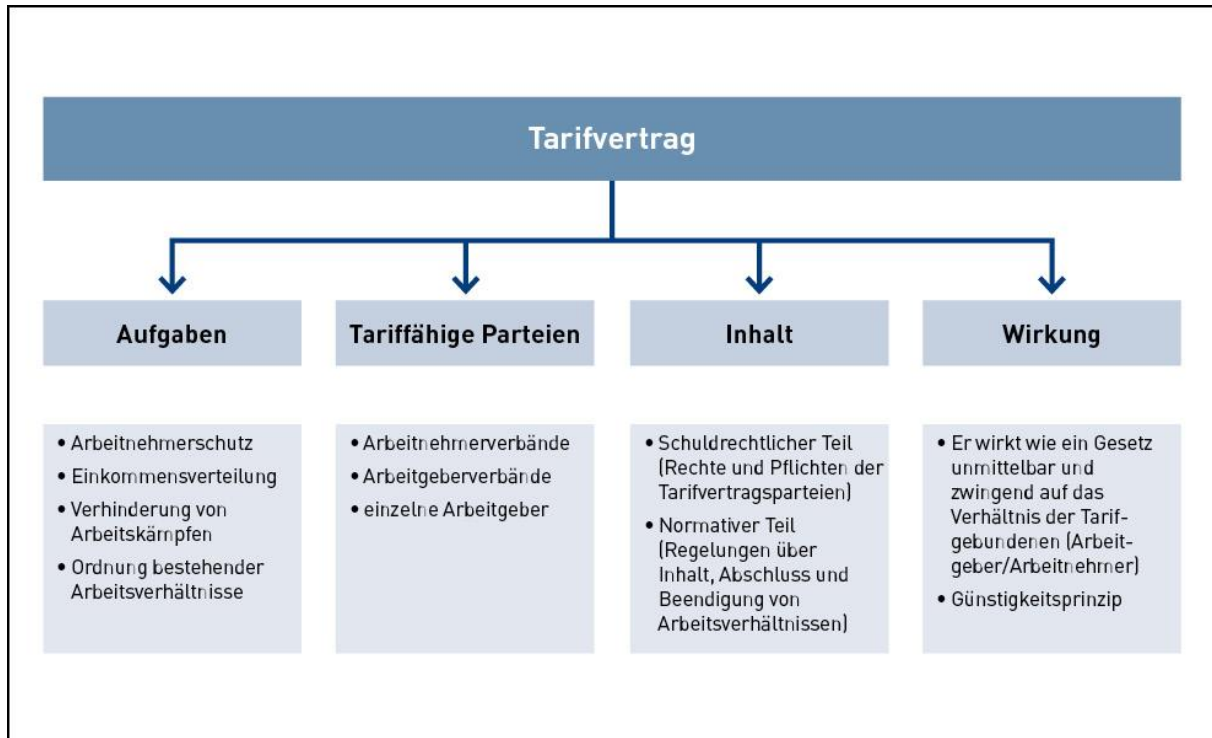 Tarifvertrag
Aufgaben
• Arbeitnehmerschutz
• Einkommensverteilung
• Verhinderung von
Arbeitskämpfen
• Ordnung bestehender
Arbeitsverhältnisse
Tariffähige Parteien
• Arbeitnehmerverbände
• Arbeitgeberverbände
• einzelne Arbeitgeber
Inhalt
• Schuldrechtlicher Teil
(Rechte und Pflichten der
Tarifvertragsparteien)
• Normativer Teil
(Regelungen über
Inhalt, Abschluss und
Beendigung von
Arbeitsverhältnissen)
Wirkung
• Er wirkt wie ein Gesetz
unmittelbar und
zwingend auf das
Verhältnis der Tarif-
gebundenen (Arbeit-
geber/Arbeitnehmer)
• Günstigkeitsprinzip